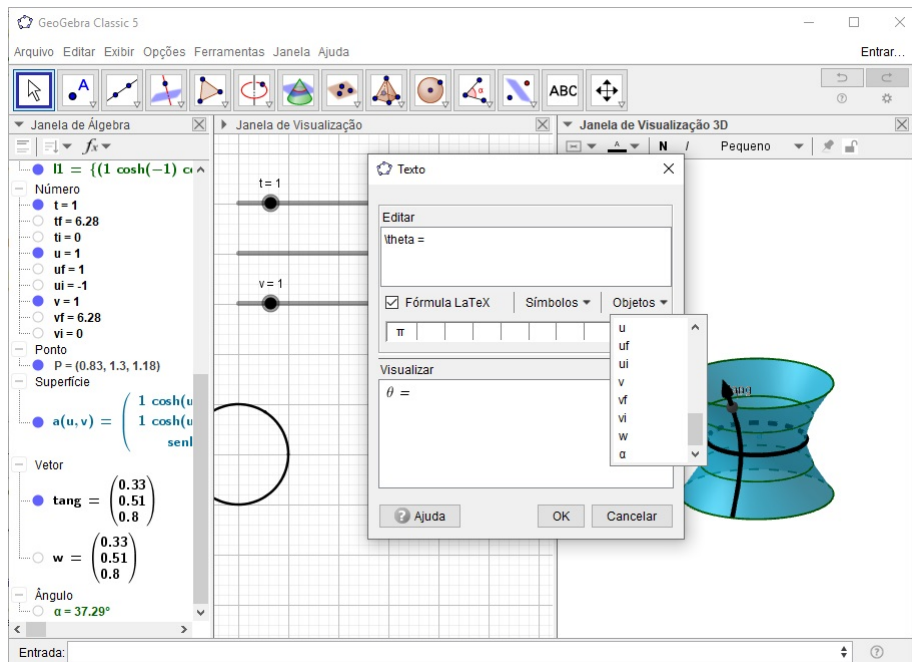 GeoGebra Classic 5
Arquivo Editar Exibir Opções Ferramentas Janela Ajuda
Entrar...
A
α
ABC
Janela de Álgebra
fx
l1 = {(1 cosh(−1) co
Número
t = 1
tf = 6.28
ti = 0
u = 1
uf = 1
ui = -1
v = 1
vf = 6.28
vi = 0
Ponto
P = (0.83, 1.3, 1.18)
Superfície
a(u, v) = ( 1 cosh(u
1 cosh(u
senl
Vetor
tang = (0.33
0.51
0.8)
w = (0.33
0.51
0.8)
Ângulo
α = 37.29°
Janela de Visualização
t = 1
v = 1
Janela de Visualização 3D
A N I Pequeno
tang
Texto
Editar
\theta =
Fórmula LaTeX Símbolos Objetos
π
Visualizar
θ =
u
uf
ui
v
vf
vi
w
α
Ajuda OK Cancelar
Entrada: